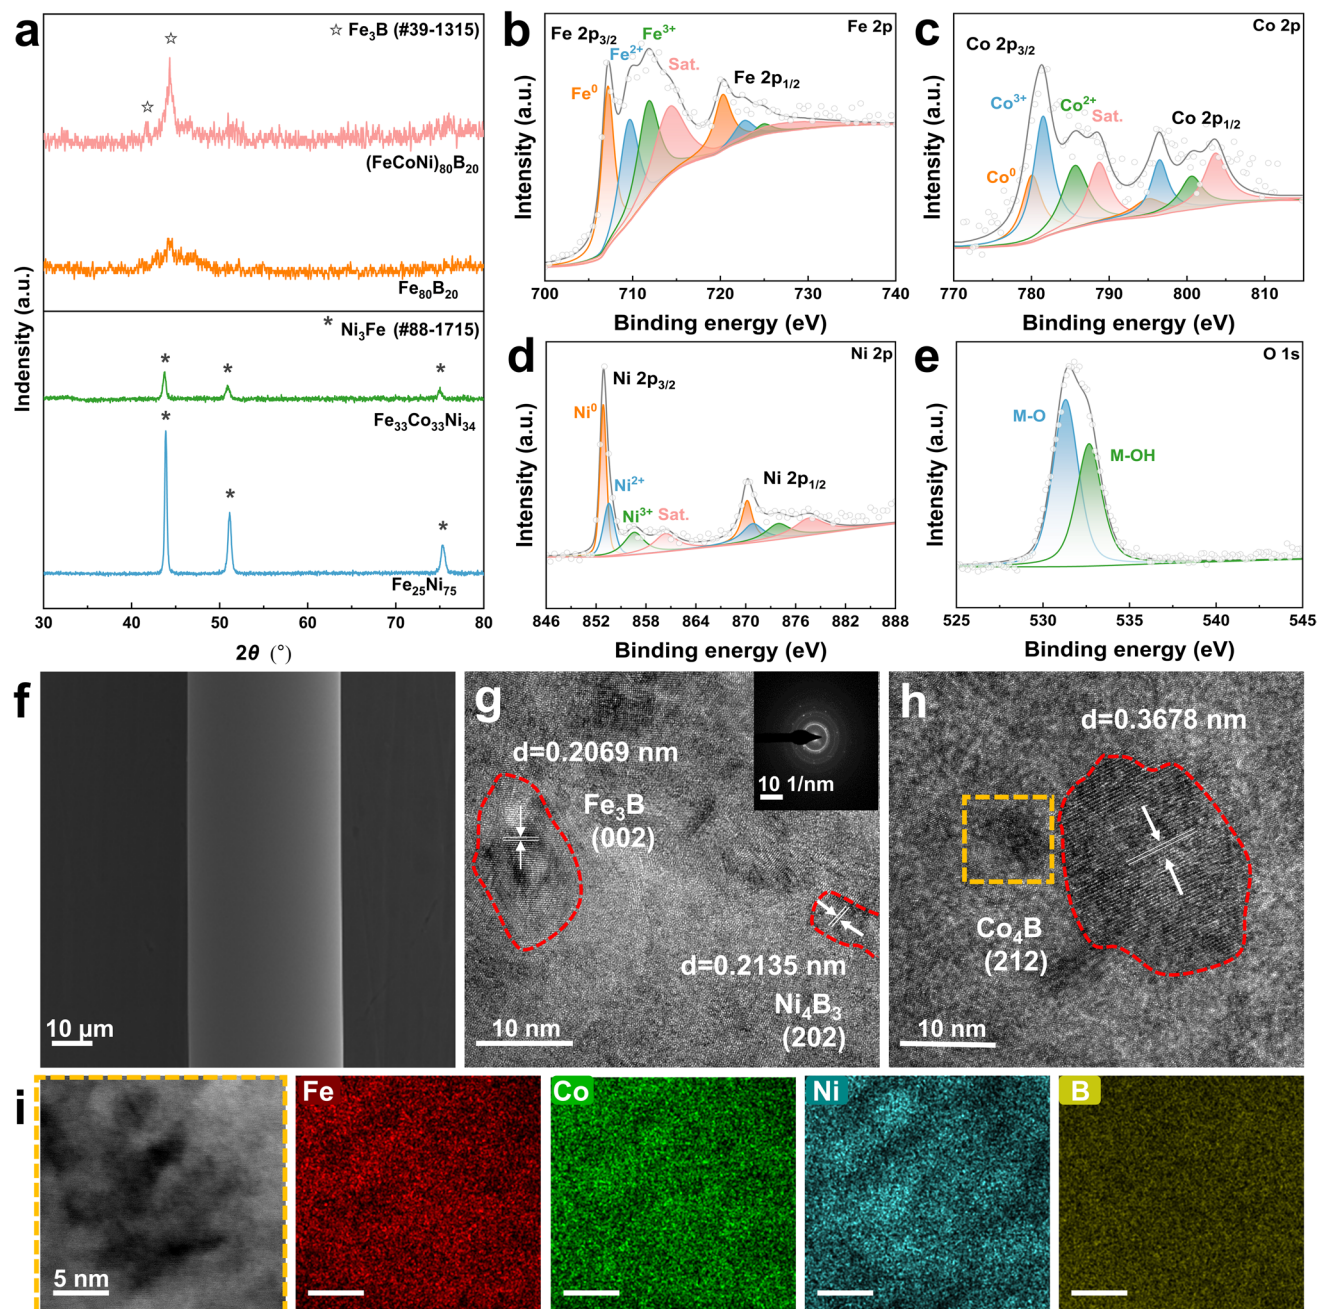 a
☆ Fe₃B (#39-1315)
☆
☆
(FeCoNi)₈₀B₂₀
Fe₈₀B₂₀
* Ni₃Fe (#88-1715)
* * *
Fe₃₃Co₃₃Ni₃₄
* * *
Fe₂₅Ni₇₅
30 40 50 60 70 80
2θ (°)
Indensity (a.u.)
b
Fe 2p
Fe 2p₃/₂
Fe³⁺
Fe²⁺
Sat.
Fe⁰
Fe 2p₁/₂
700 710 720 730 740
Binding energy (eV)
Intensity (a.u.)
c
Co 2p
Co 2p₃/₂
Co³⁺
Co²⁺
Sat.
Co⁰
Co 2p₁/₂
770 780 790 800 810
Binding energy (eV)
Intensity (a.u.)
d
Ni 2p
Ni 2p₃/₂
Ni⁰
Ni²⁺
Ni³⁺
Sat.
Ni 2p₁/₂
846 852 858 864 870 876 882 888
Binding energy (eV)
Intensity (a.u.)
e
O 1s
M-O
M-OH
525 530 535 540 545
Binding energy (eV)
Intensity (a.u.)
f
10 μm
g
d=0.2069 nm
Fe₃B
(002)
10 1/nm
d=0.2135 nm
Ni₄B₃
(202)
10 nm
h
d=0.3678 nm
Co₄B
(212)
10 nm
i
5 nm
Fe
Co
Ni
B